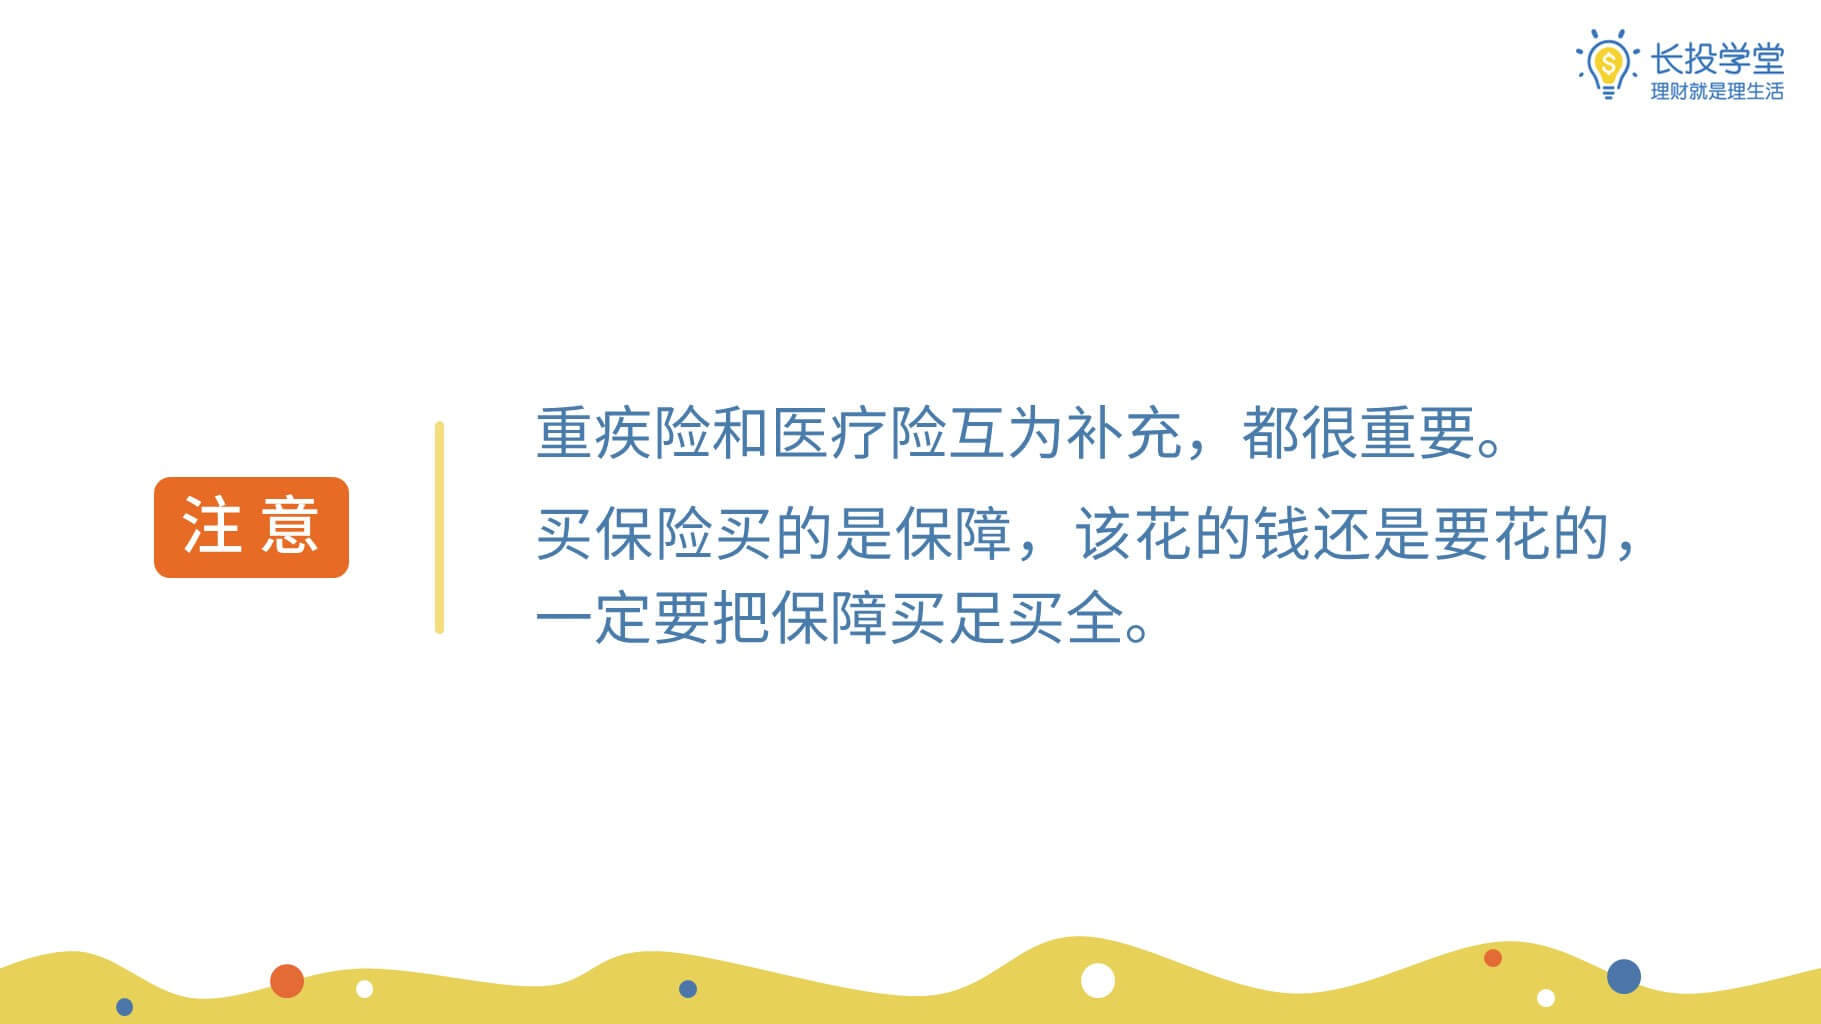 长投学堂
理财就是理生活
重疾险和医疗险互为补充，都很重要。
注意
买保险买的是保障，该花的钱还是要花的，
一定要把保障买足买全。